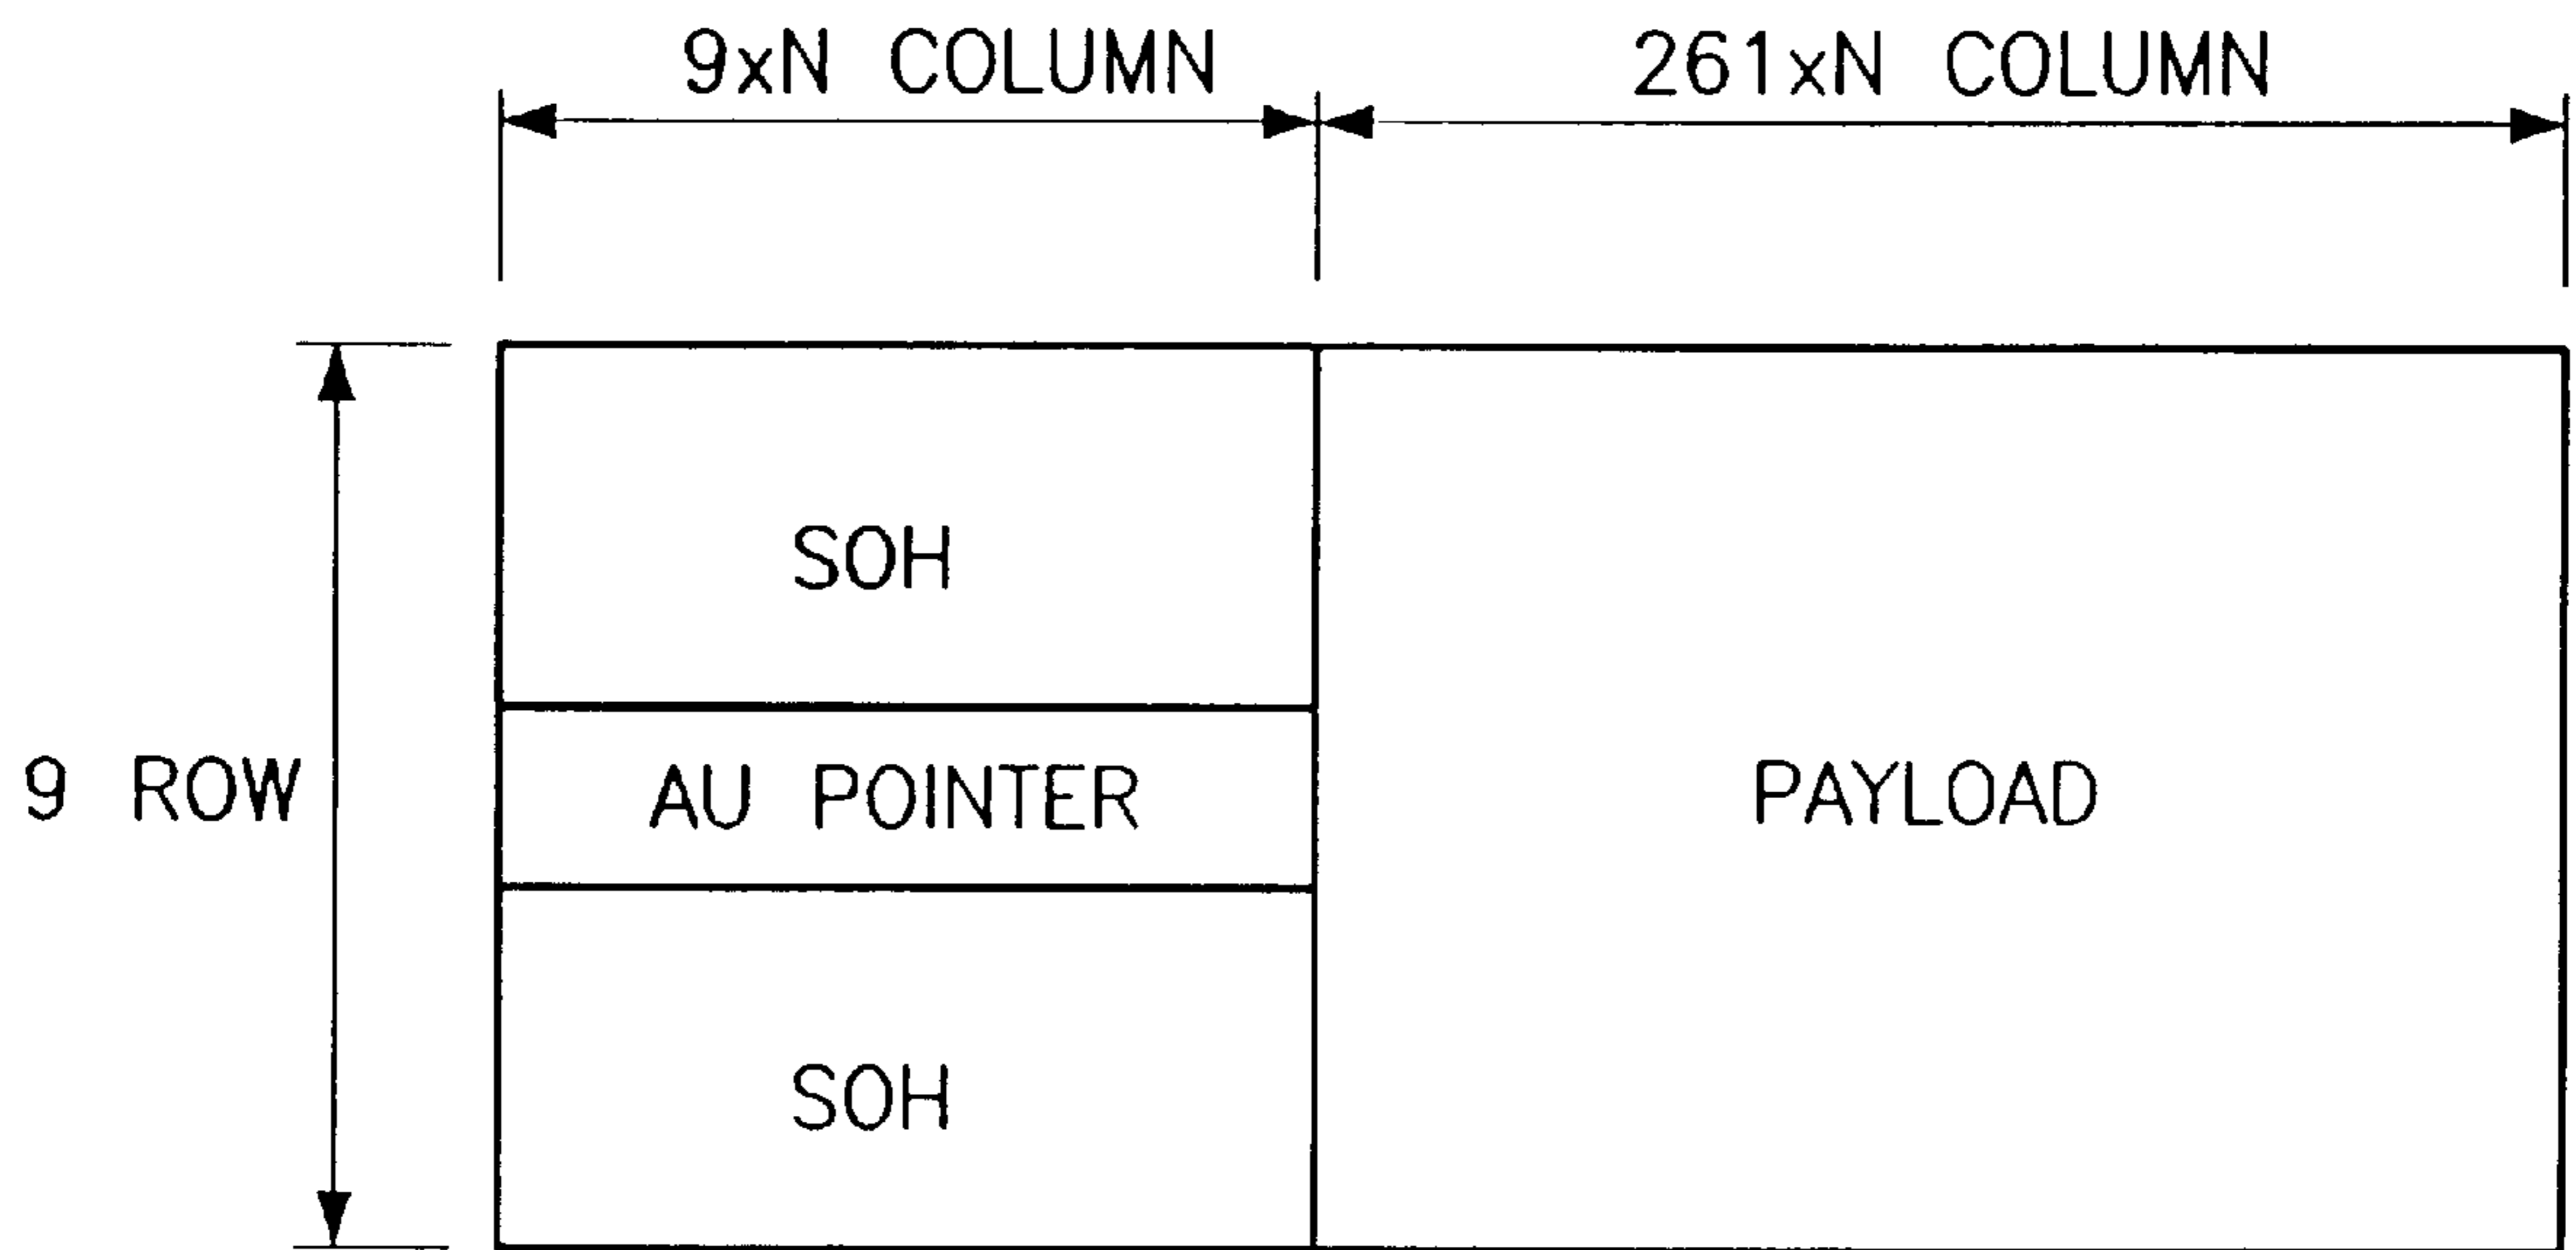 9xN COLUMN
261xN COLUMN
SOH
9 ROW
AU POINTER
PAYLOAD
SOH